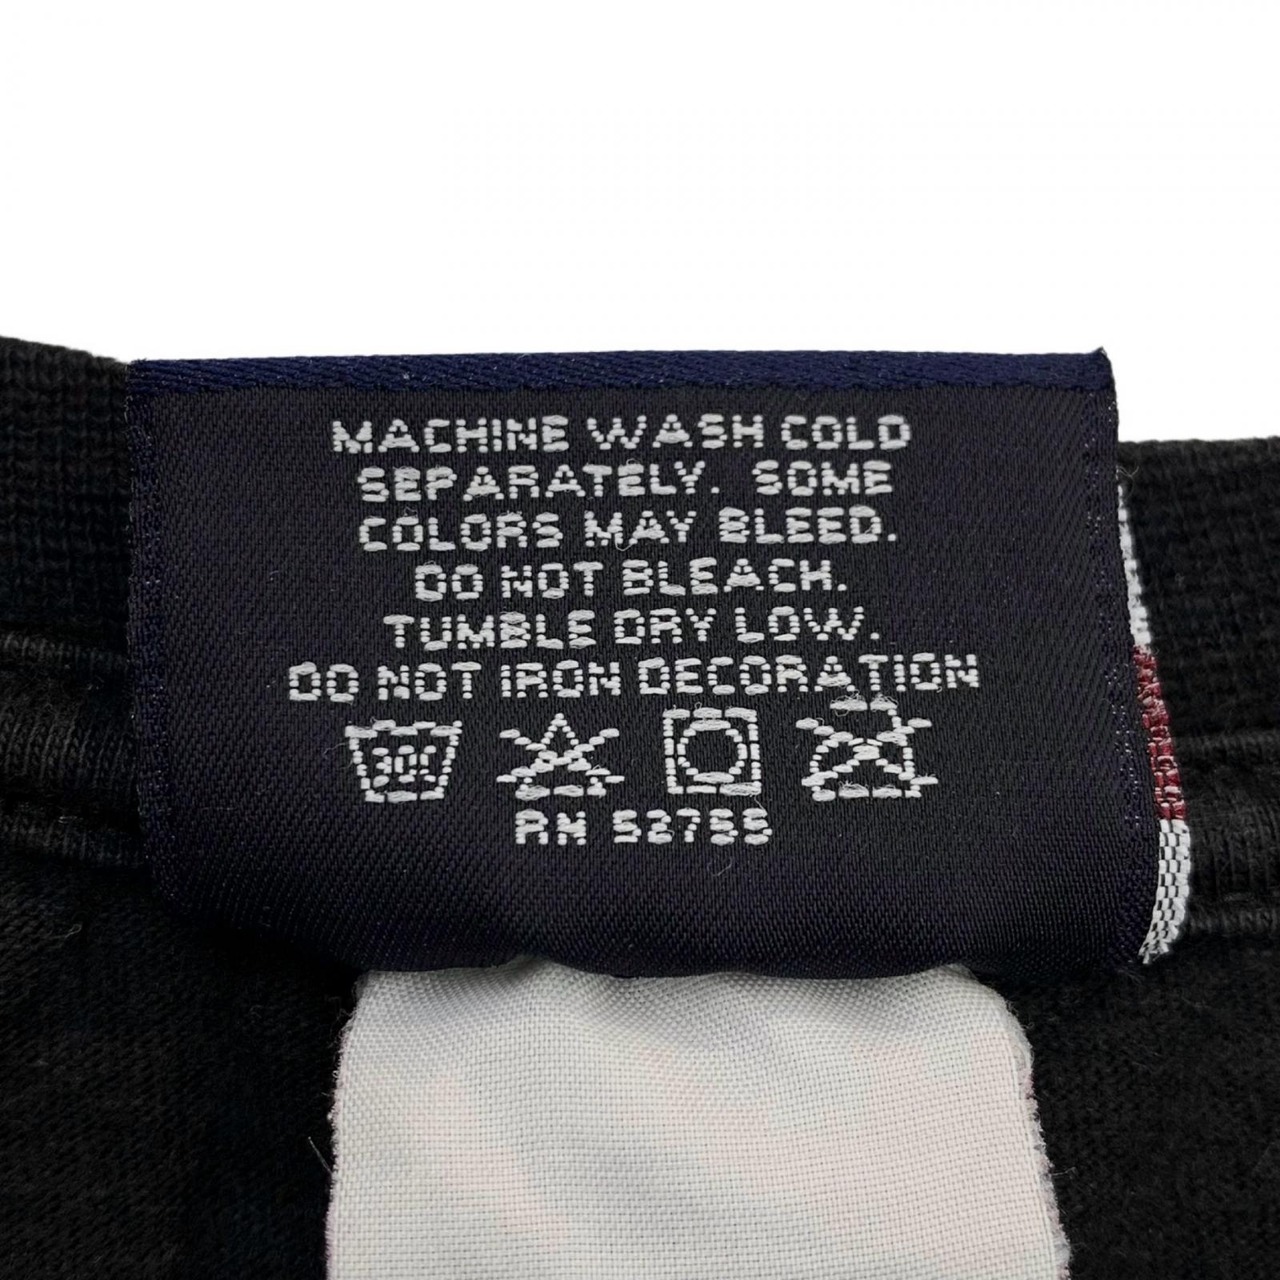 MACHINE WASH COLD
SEPARATELY. SOME
COLORS MAY BLEED.
DO NOT BLEACH.
TUMBLE DRY LOW.
DO NOT IRON DECORATION
RN 52755